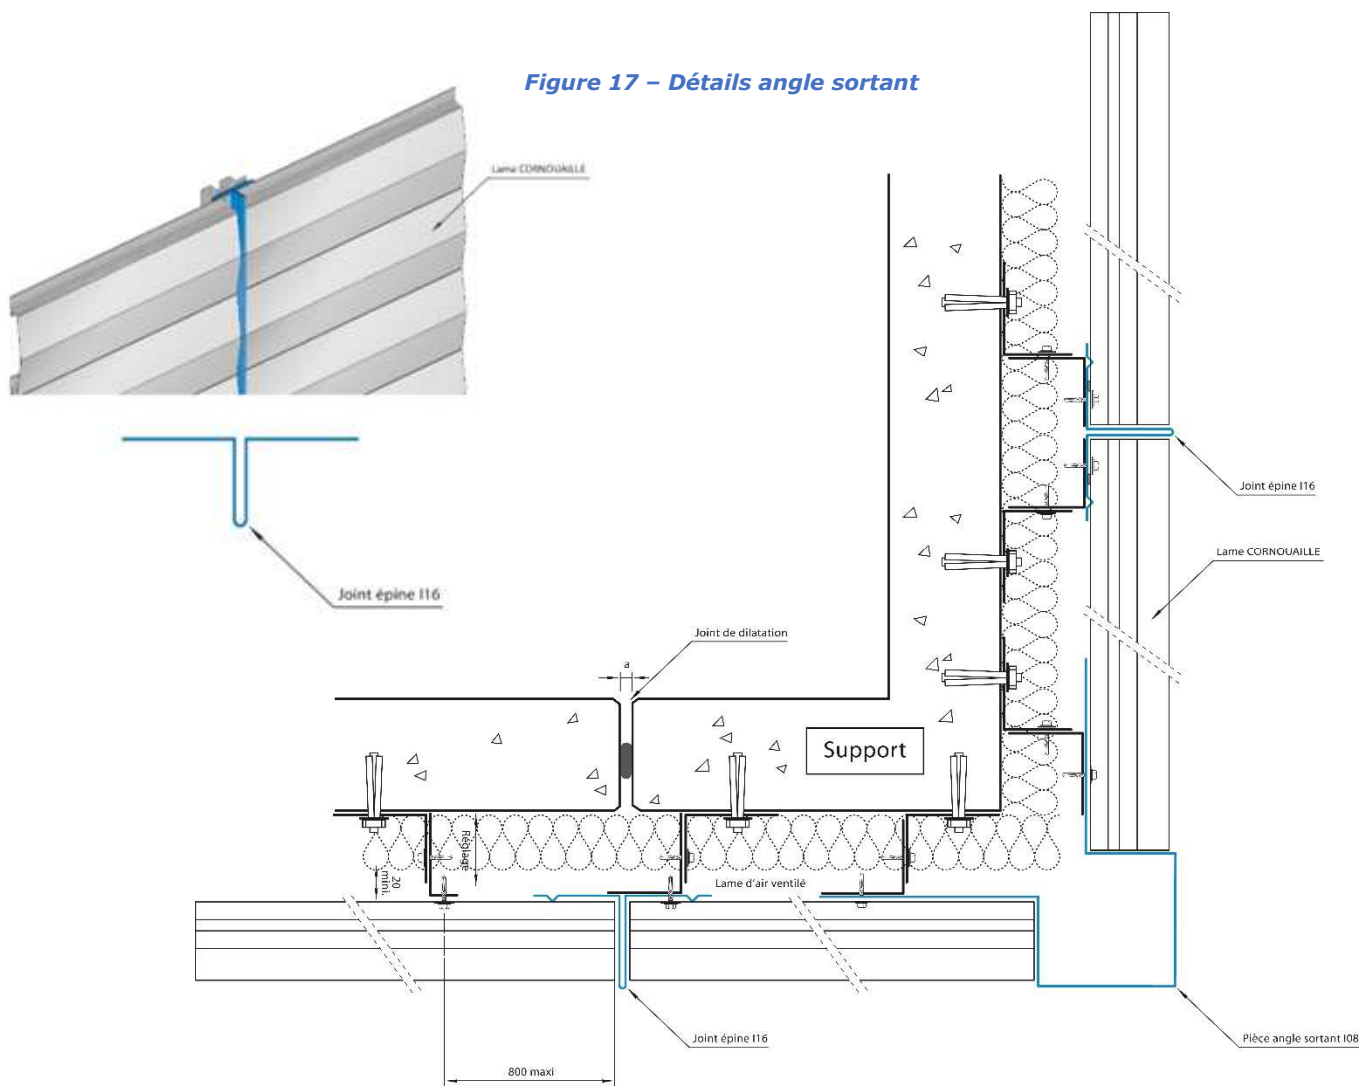 Figure 17 – Détails angle sortant
Lame CORNOUAILLE
Joint épine I16
Joint épine I16
Lame CORNOUAILLE
Joint de dilatation
a
Support
Réglage
20
mini.
Lame d'air ventilé
Joint épine I16
Pièce angle sortant I08
800 maxi